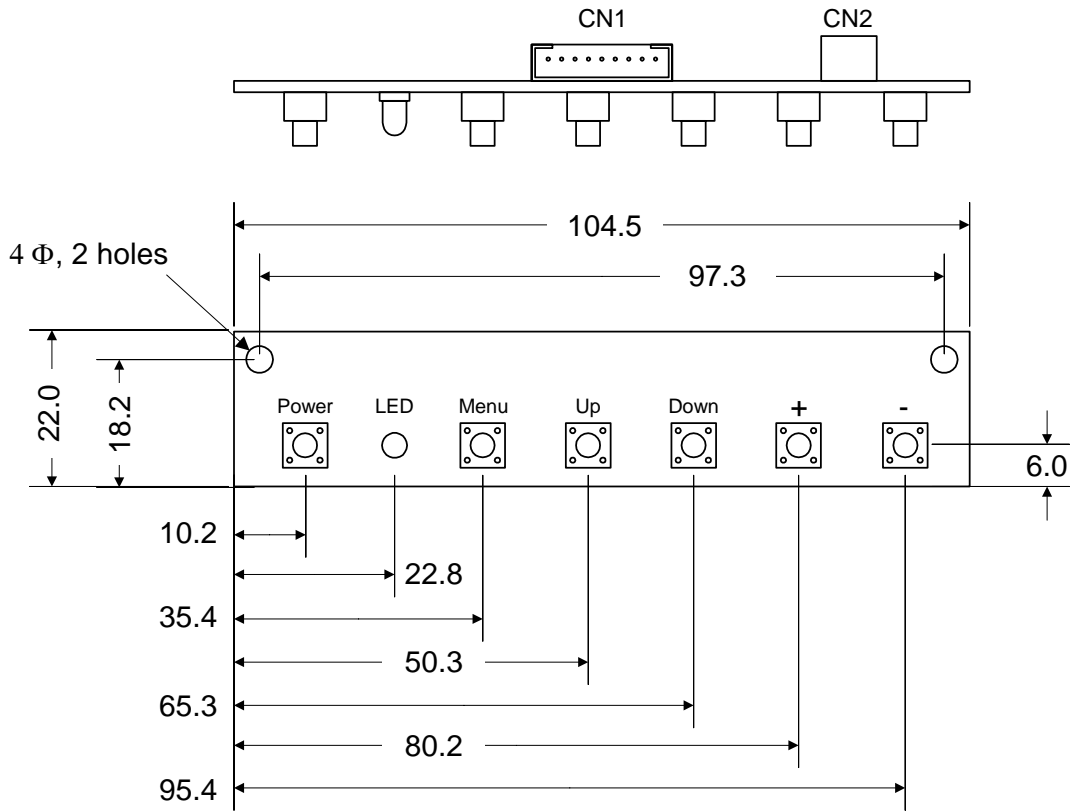 CN1
CN2
104.5
4 Φ, 2 holes
97.3
22.0
18.2
Power
LED
Menu
Up
Down
+
-
6.0
10.2
22.8
35.4
50.3
65.3
80.2
95.4